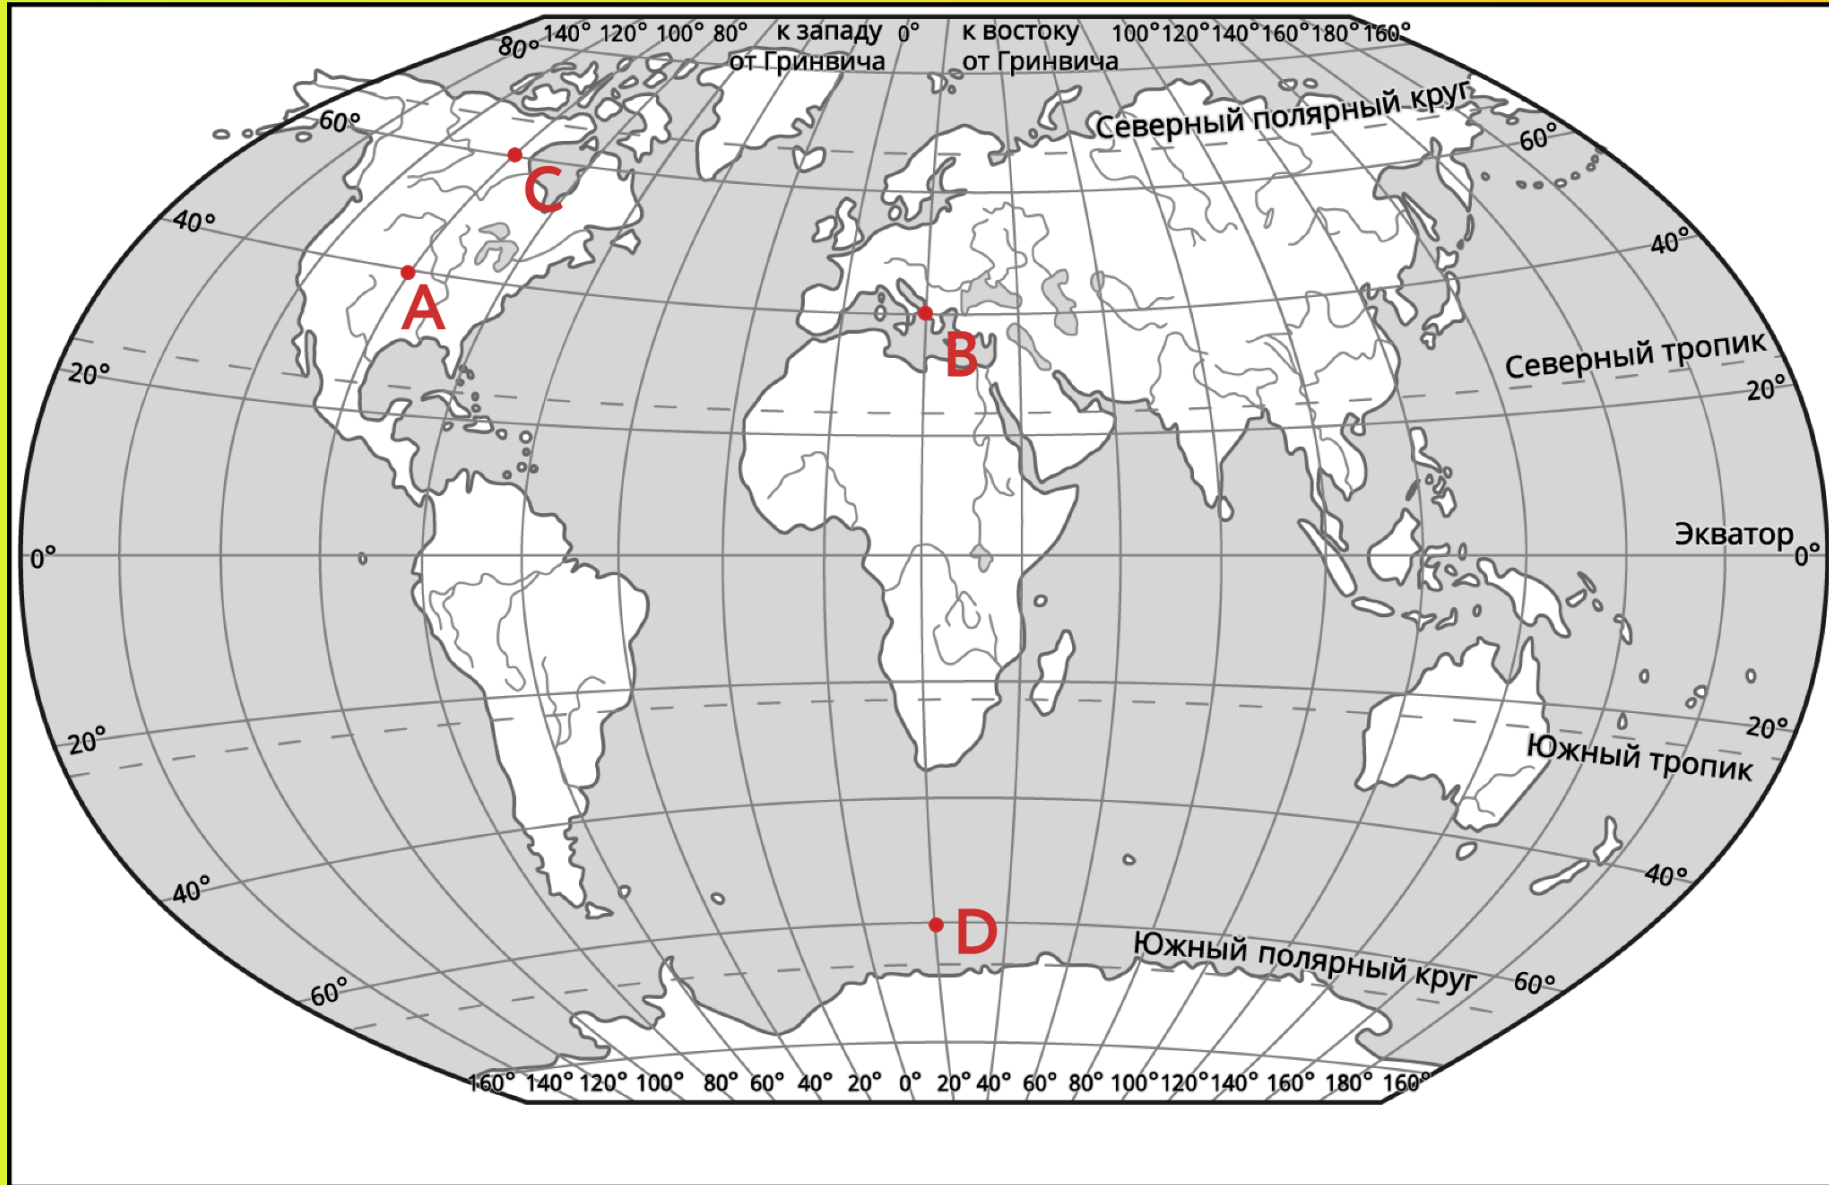 140° 120° 100° 80° к западу 0° к востоку 100° 120° 140° 160° 180° 160°
от Гринвича от Гринвича
80°
Северный полярный круг
60° 60°
C
40° 40°
A
B
Северный тропик
20° 20°
Экватор
0° 0°
20° 20°
Южный тропик
40° 40°
D
Южный полярный круг
60° 60°
160° 140° 120° 100° 80° 60° 40° 20° 0° 20° 40° 60° 80° 100° 120° 140° 160° 180° 160°